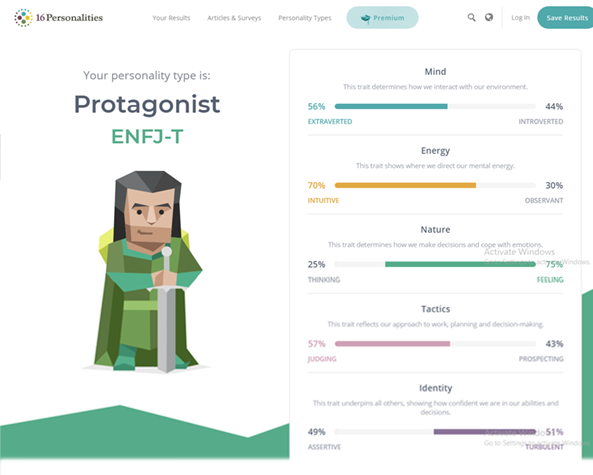 16Personalities
Your Results Articles & Surveys Personality Types Premium Log In Save Results
Your personality type is:
Protagonist
ENFJ-T
Mind
This trait determines how we interact with our environment.
56% 44%
EXTRAVERTED INTROVERTED
Energy
This trait shows where we direct our mental energy.
70% 30%
INTUITIVE OBSERVANT
Nature
This trait determines how we make decisions and cope with emotions.
Activate Windows
Go to Settings to activate Windows.
25% 75%
THINKING FEELING
Tactics
This trait reflects our approach to work, planning and decision-making.
57% 43%
JUDGING PROSPECTING
Identity
This trait underpins all others, showing how confident we are in our abilities and
decisions.
Activate Windows
49% 51%
Go to Settings to activate Windows.
ASSERTIVE TURBULENT